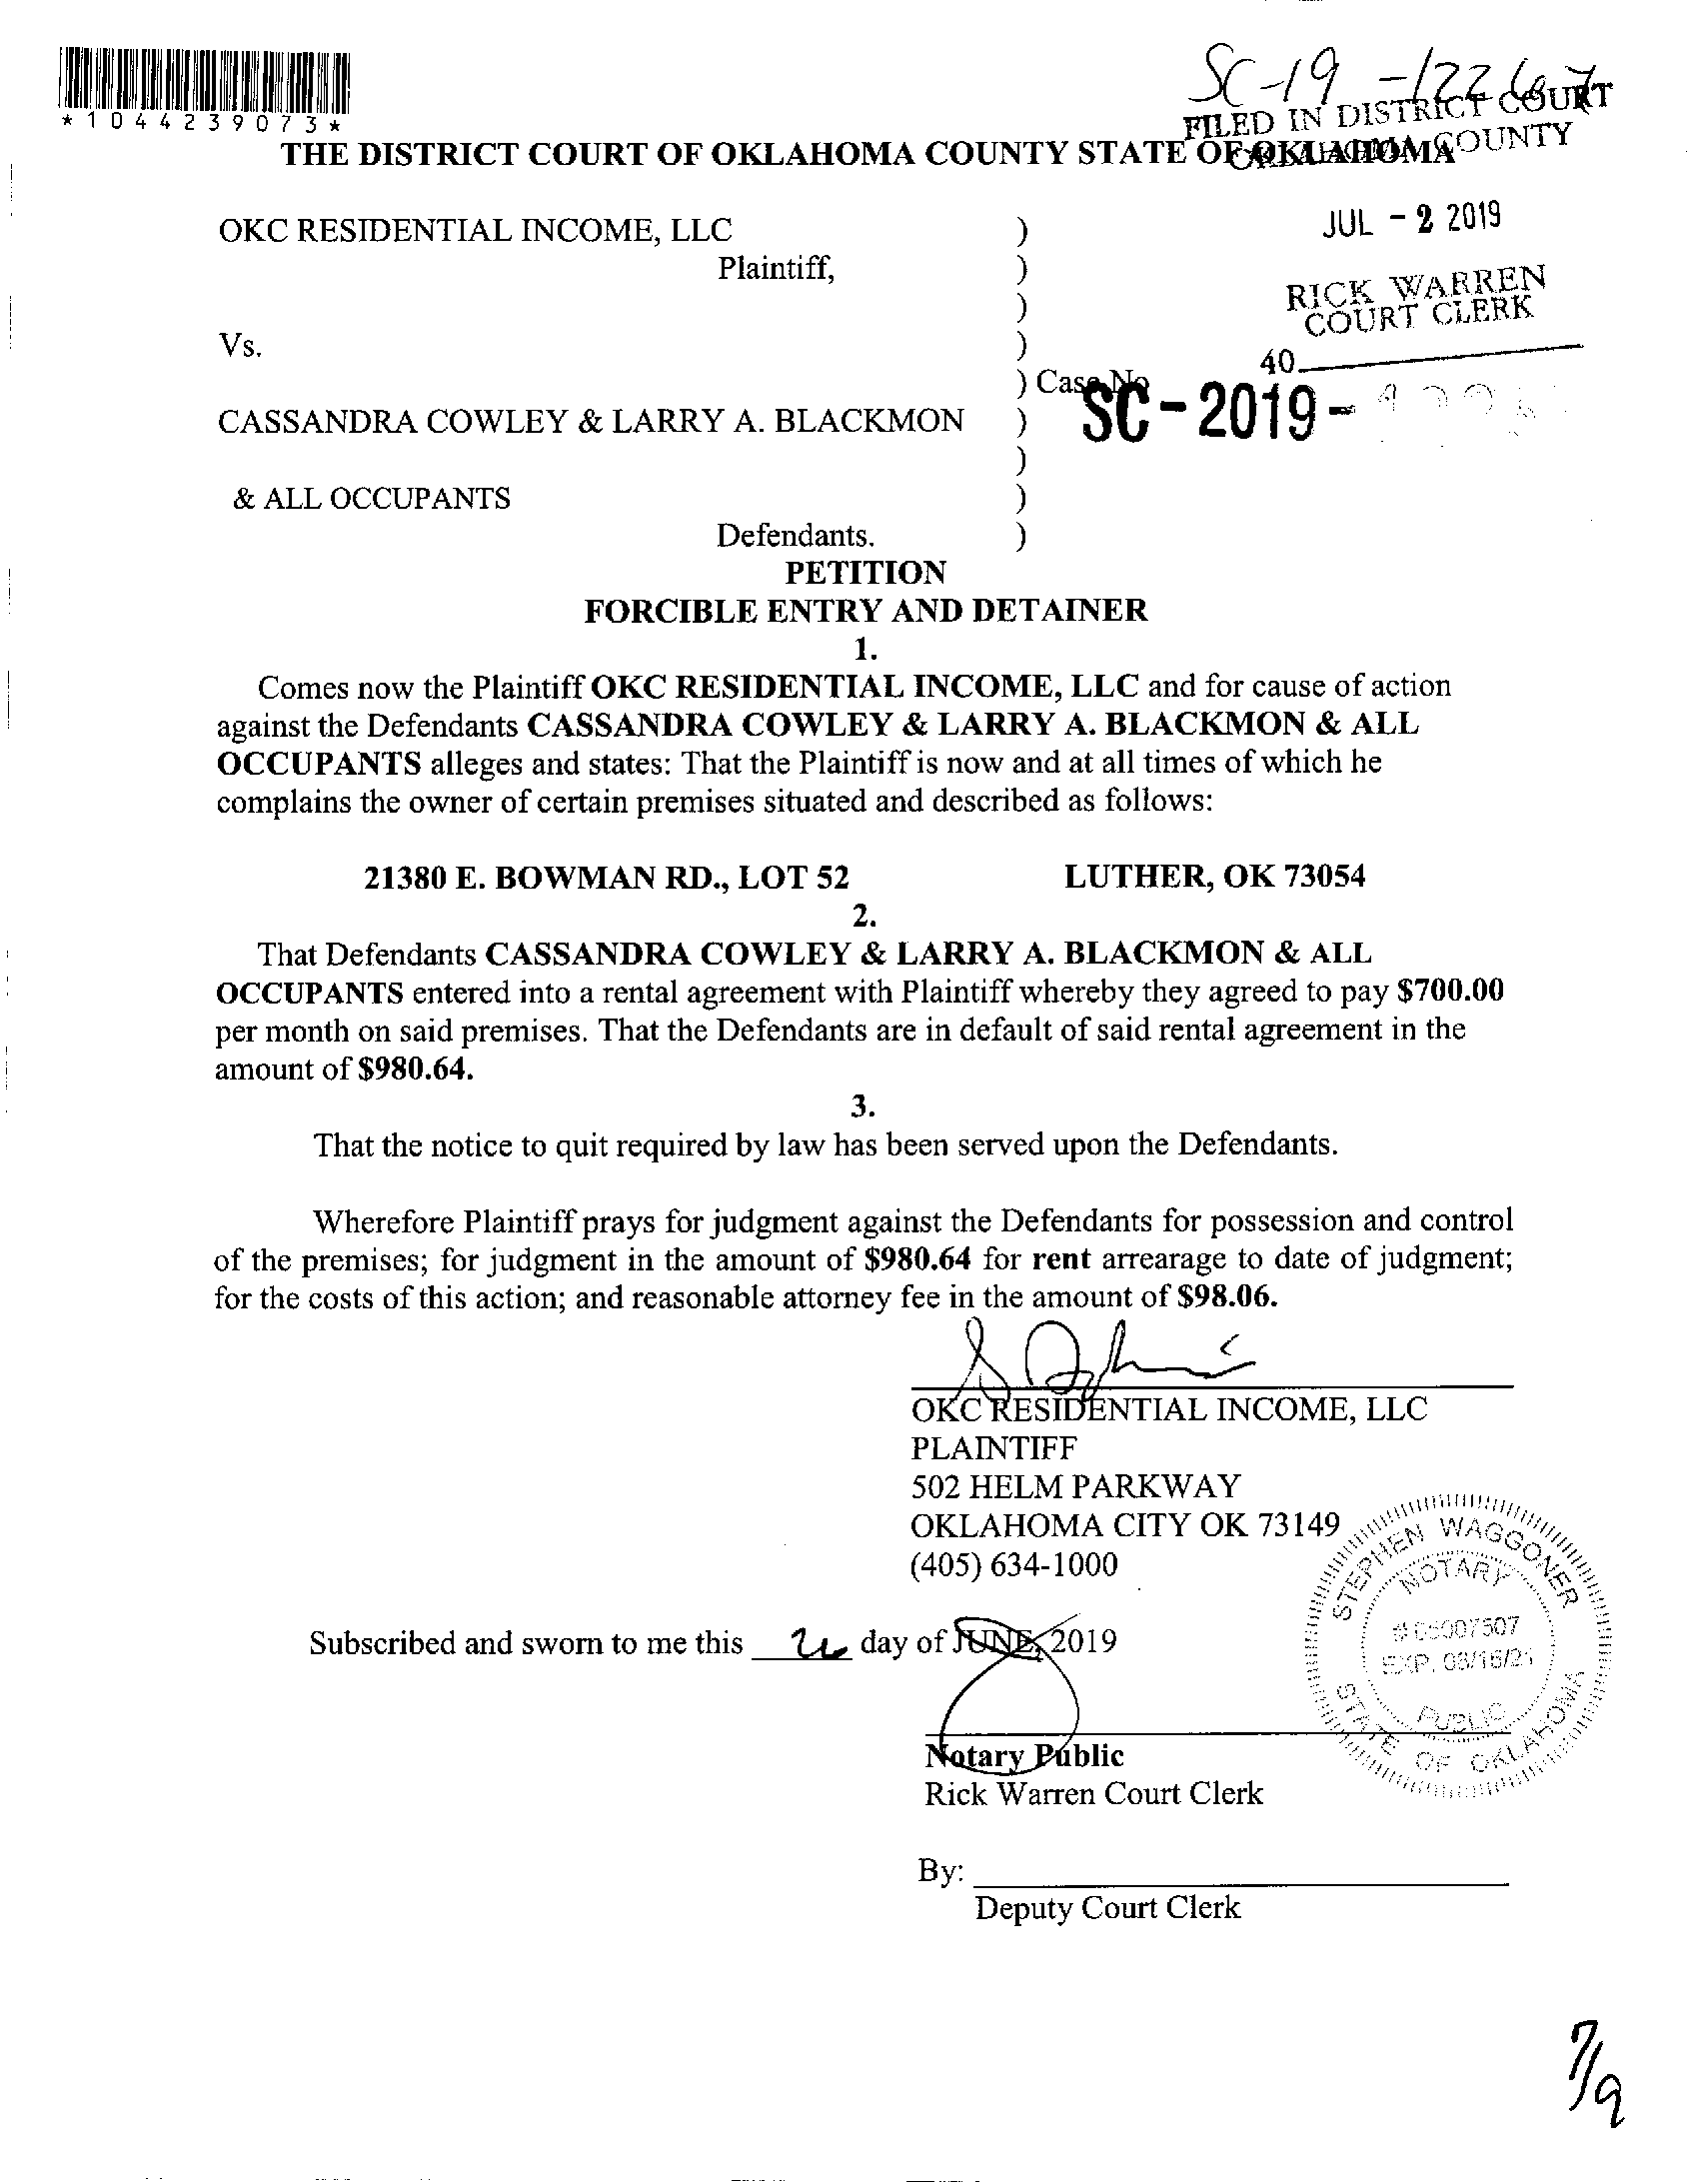 SC-19 -12267
*1044239073*
FILED IN DISTRICT COURT
OKLAHOMA COUNTY
THE DISTRICT COURT OF OKLAHOMA COUNTY STATE OF OKLAHOMA
JUL - 2 2019
OKC RESIDENTIAL INCOME, LLC )
Plaintiff, )
)
RICK WARREN
COURT CLERK
Vs. )
40
) Case No
SC-2019-
CASSANDRA COWLEY & LARRY A. BLACKMON )
)
& ALL OCCUPANTS )
Defendants. )
PETITION
FORCIBLE ENTRY AND DETAINER
1.
Comes now the Plaintiff OKC RESIDENTIAL INCOME, LLC and for cause of action
against the Defendants CASSANDRA COWLEY & LARRY A. BLACKMON & ALL
OCCUPANTS alleges and states: That the Plaintiff is now and at all times of which he
complains the owner of certain premises situated and described as follows:
21380 E. BOWMAN RD., LOT 52 LUTHER, OK 73054
2.
That Defendants CASSANDRA COWLEY & LARRY A. BLACKMON & ALL
OCCUPANTS entered into a rental agreement with Plaintiff whereby they agreed to pay $700.00
per month on said premises. That the Defendants are in default of said rental agreement in the
amount of $980.64.
3.
That the notice to quit required by law has been served upon the Defendants.
Wherefore Plaintiff prays for judgment against the Defendants for possession and control
of the premises; for judgment in the amount of $980.64 for rent arrearage to date of judgment;
for the costs of this action; and reasonable attorney fee in the amount of $98.06.
OKC RESIDENTIAL INCOME, LLC
PLAINTIFF
502 HELM PARKWAY
OKLAHOMA CITY OK 73149
(405) 634-1000
STEPHEN WAGGONER
NOTARY
EXP. 08/16/21
PUBLIC
STATE OF OKLAHOMA
Subscribed and sworn to me this 26 day of JUNE, 2019
Notary Public
Rick Warren Court Clerk
By:
Deputy Court Clerk
7/9